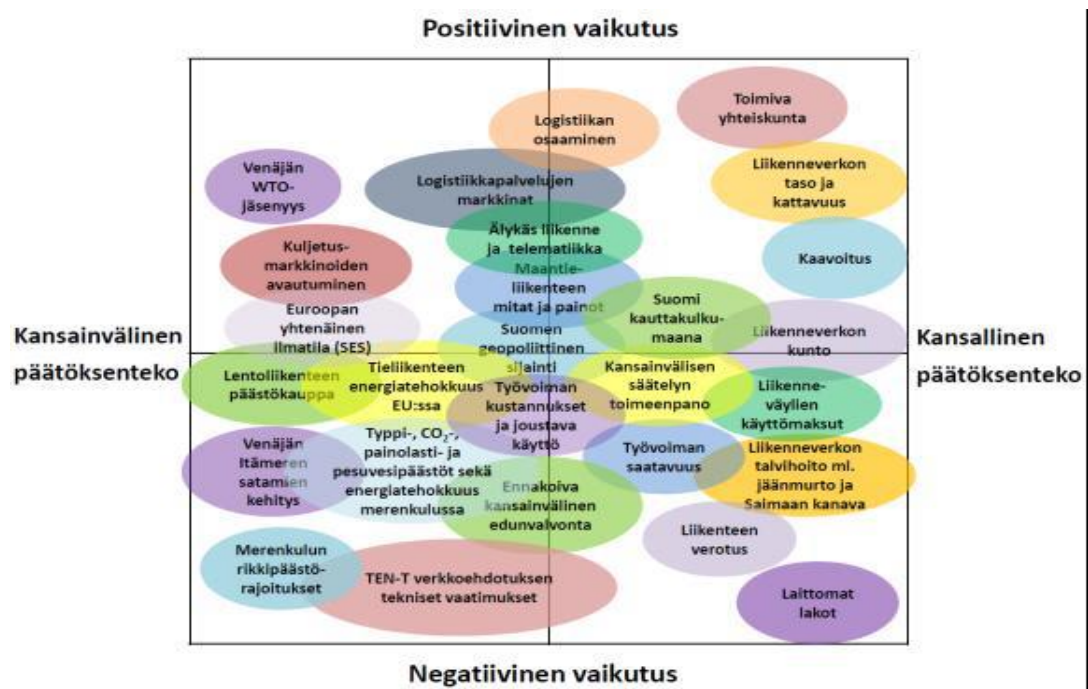 Positiivinen vaikutus
Toimiva
yhteiskunta
Logistiikan
osaaminen
Venäjän
WTO-
jäsenyys
Logistiikkapalvelujen
markkinat
Liikenneverkon
taso ja
kattavuus
Älykäs liikenne
ja telematiikka
Kuljetus-
markkinoiden
avautuminen
Maantie-
liikenteen
mitat ja painot
Kaavoitus
Suomi
kauttakulku-
maana
Euroopan
yhtenäinen
ilmatila (SES)
Suomen
geopoliittinen
sijainti
Liikenneverkon
kunto
Kansainvälinen
päätöksenteko
Kansallinen
päätöksenteko
Lentoliikenteen
päästökauppa
Tieliikenteen
energiatehokkuus
EU:ssa
Työvoiman
kustannukset
ja joustava
käyttö
Kansainvälisen
säätelyn
toimeenpano
Liikenne-
väylien
käyttömaksut
Venäjän
Itämeren
satamien
kehitys
Typpi-, CO₂-,
painolasti- ja
pesuvesipäästöt sekä
energiatehokkuus
merenkulussa
Työvoiman
saatavuus
Liikenneverkon
talvihoito ml.
jäänmurto ja
Saimaan kanava
Ennakoiva
kansainvälinen
edunvalvonta
Liikenteen
verotus
Merenkulun
rikkipäästö-
rajoitukset
TEN-T verkkoehdotuksen
tekniset vaatimukset
Laittomat
lakot
Negatiivinen vaikutus